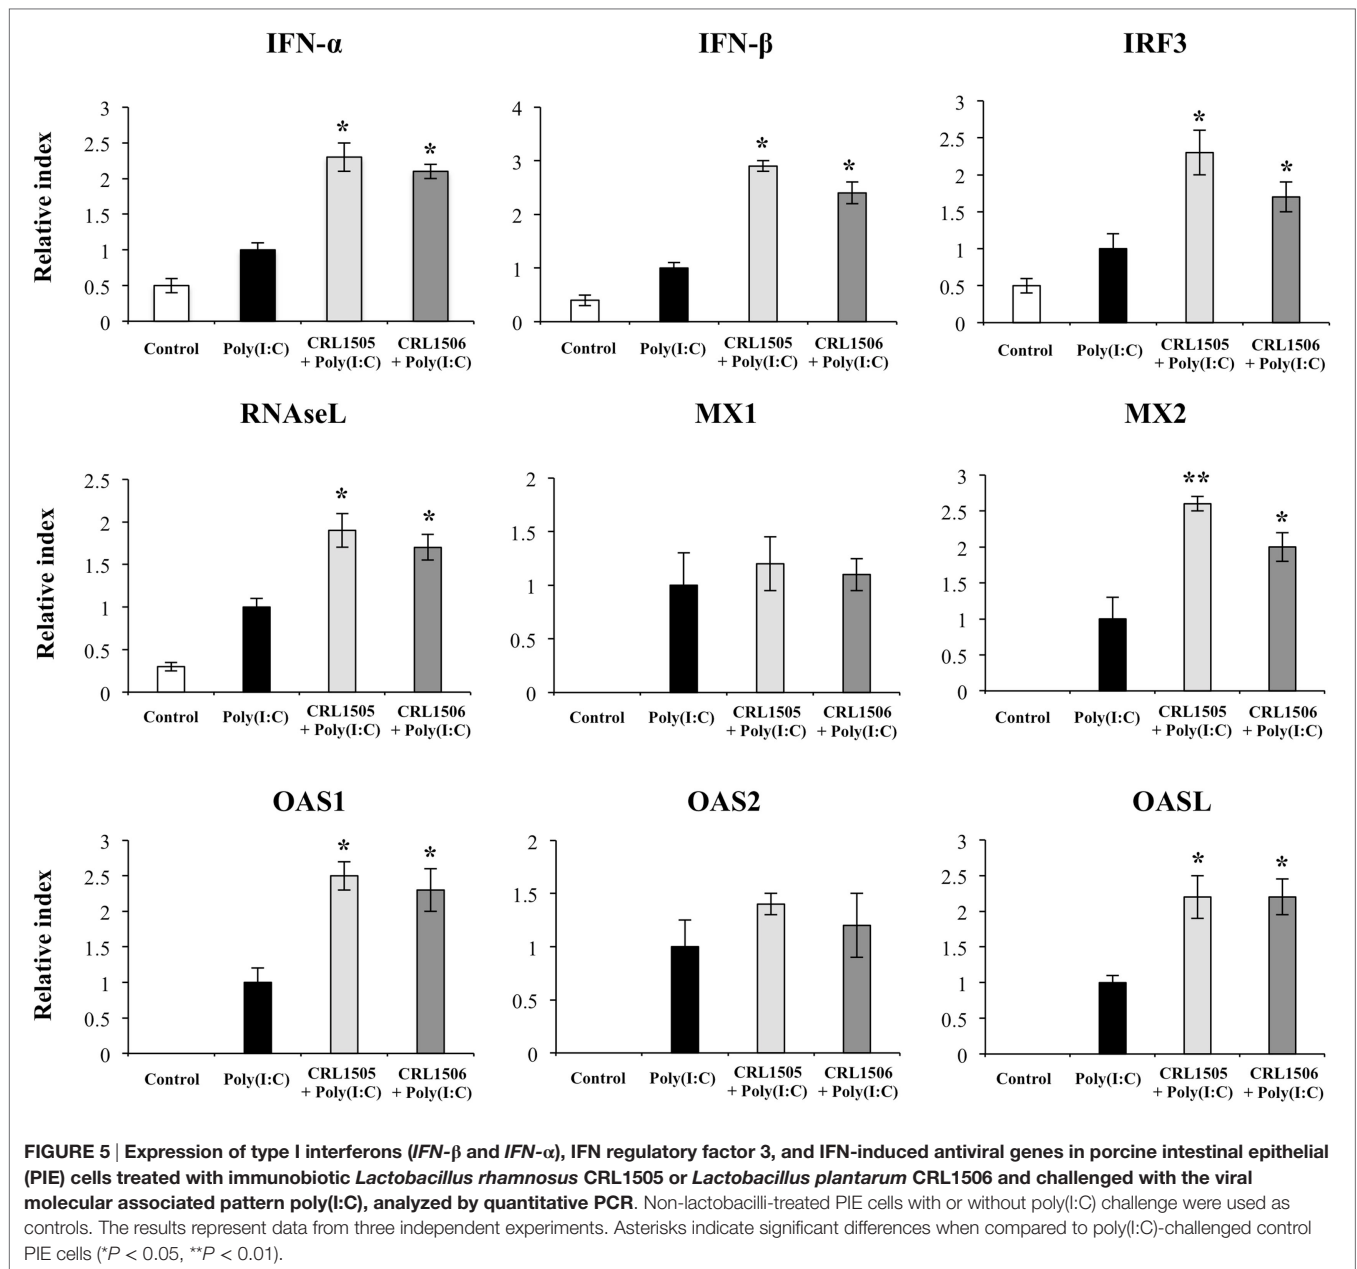 IFN-α
IFN-β
IRF3
Relative index
3
2.5
2
1.5
1
0.5
0
*
*
Control
Poly(I:C)
CRL1505
+ Poly(I:C)
CRL1506
+ Poly(I:C)
4
3
2
1
0
*
*
Control
Poly(I:C)
CRL1505
+ Poly(I:C)
CRL1506
+ Poly(I:C)
3
2.5
2
1.5
1
0.5
0
*
*
Control
Poly(I:C)
CRL1505
+ Poly(I:C)
CRL1506
+ Poly(I:C)
RNAseL
MX1
MX2
Relative index
2.5
2
1.5
1
0.5
0
*
*
Control
Poly(I:C)
CRL1505
+ Poly(I:C)
CRL1506
+ Poly(I:C)
2
1.5
1
0.5
0
Control
Poly(I:C)
CRL1505
+ Poly(I:C)
CRL1506
+ Poly(I:C)
3
2.5
2
1.5
1
0.5
0
**
*
Control
Poly(I:C)
CRL1505
+ Poly(I:C)
CRL1506
+ Poly(I:C)
OAS1
OAS2
OASL
Relative index
3
2.5
2
1.5
1
0.5
0
*
*
Control
Poly(I:C)
CRL1505
+ Poly(I:C)
CRL1506
+ Poly(I:C)
2
1.5
1
0.5
0
Control
Poly(I:C)
CRL1505
+ Poly(I:C)
CRL1506
+ Poly(I:C)
3
2.5
2
1.5
1
0.5
0
*
*
Control
Poly(I:C)
CRL1505
+ Poly(I:C)
CRL1506
+ Poly(I:C)
FIGURE 5 | Expression of type I interferons (IFN-β and IFN-α), IFN regulatory factor 3, and IFN-induced antiviral genes in porcine intestinal epithelial
(PIE) cells treated with immunobiotic Lactobacillus rhamnosus CRL1505 or Lactobacillus plantarum CRL1506 and challenged with the viral
molecular associated pattern poly(I:C), analyzed by quantitative PCR. Non-lactobacilli-treated PIE cells with or without poly(I:C) challenge were used as
controls. The results represent data from three independent experiments. Asterisks indicate significant differences when compared to poly(I:C)-challenged control
PIE cells (*P < 0.05, **P < 0.01).